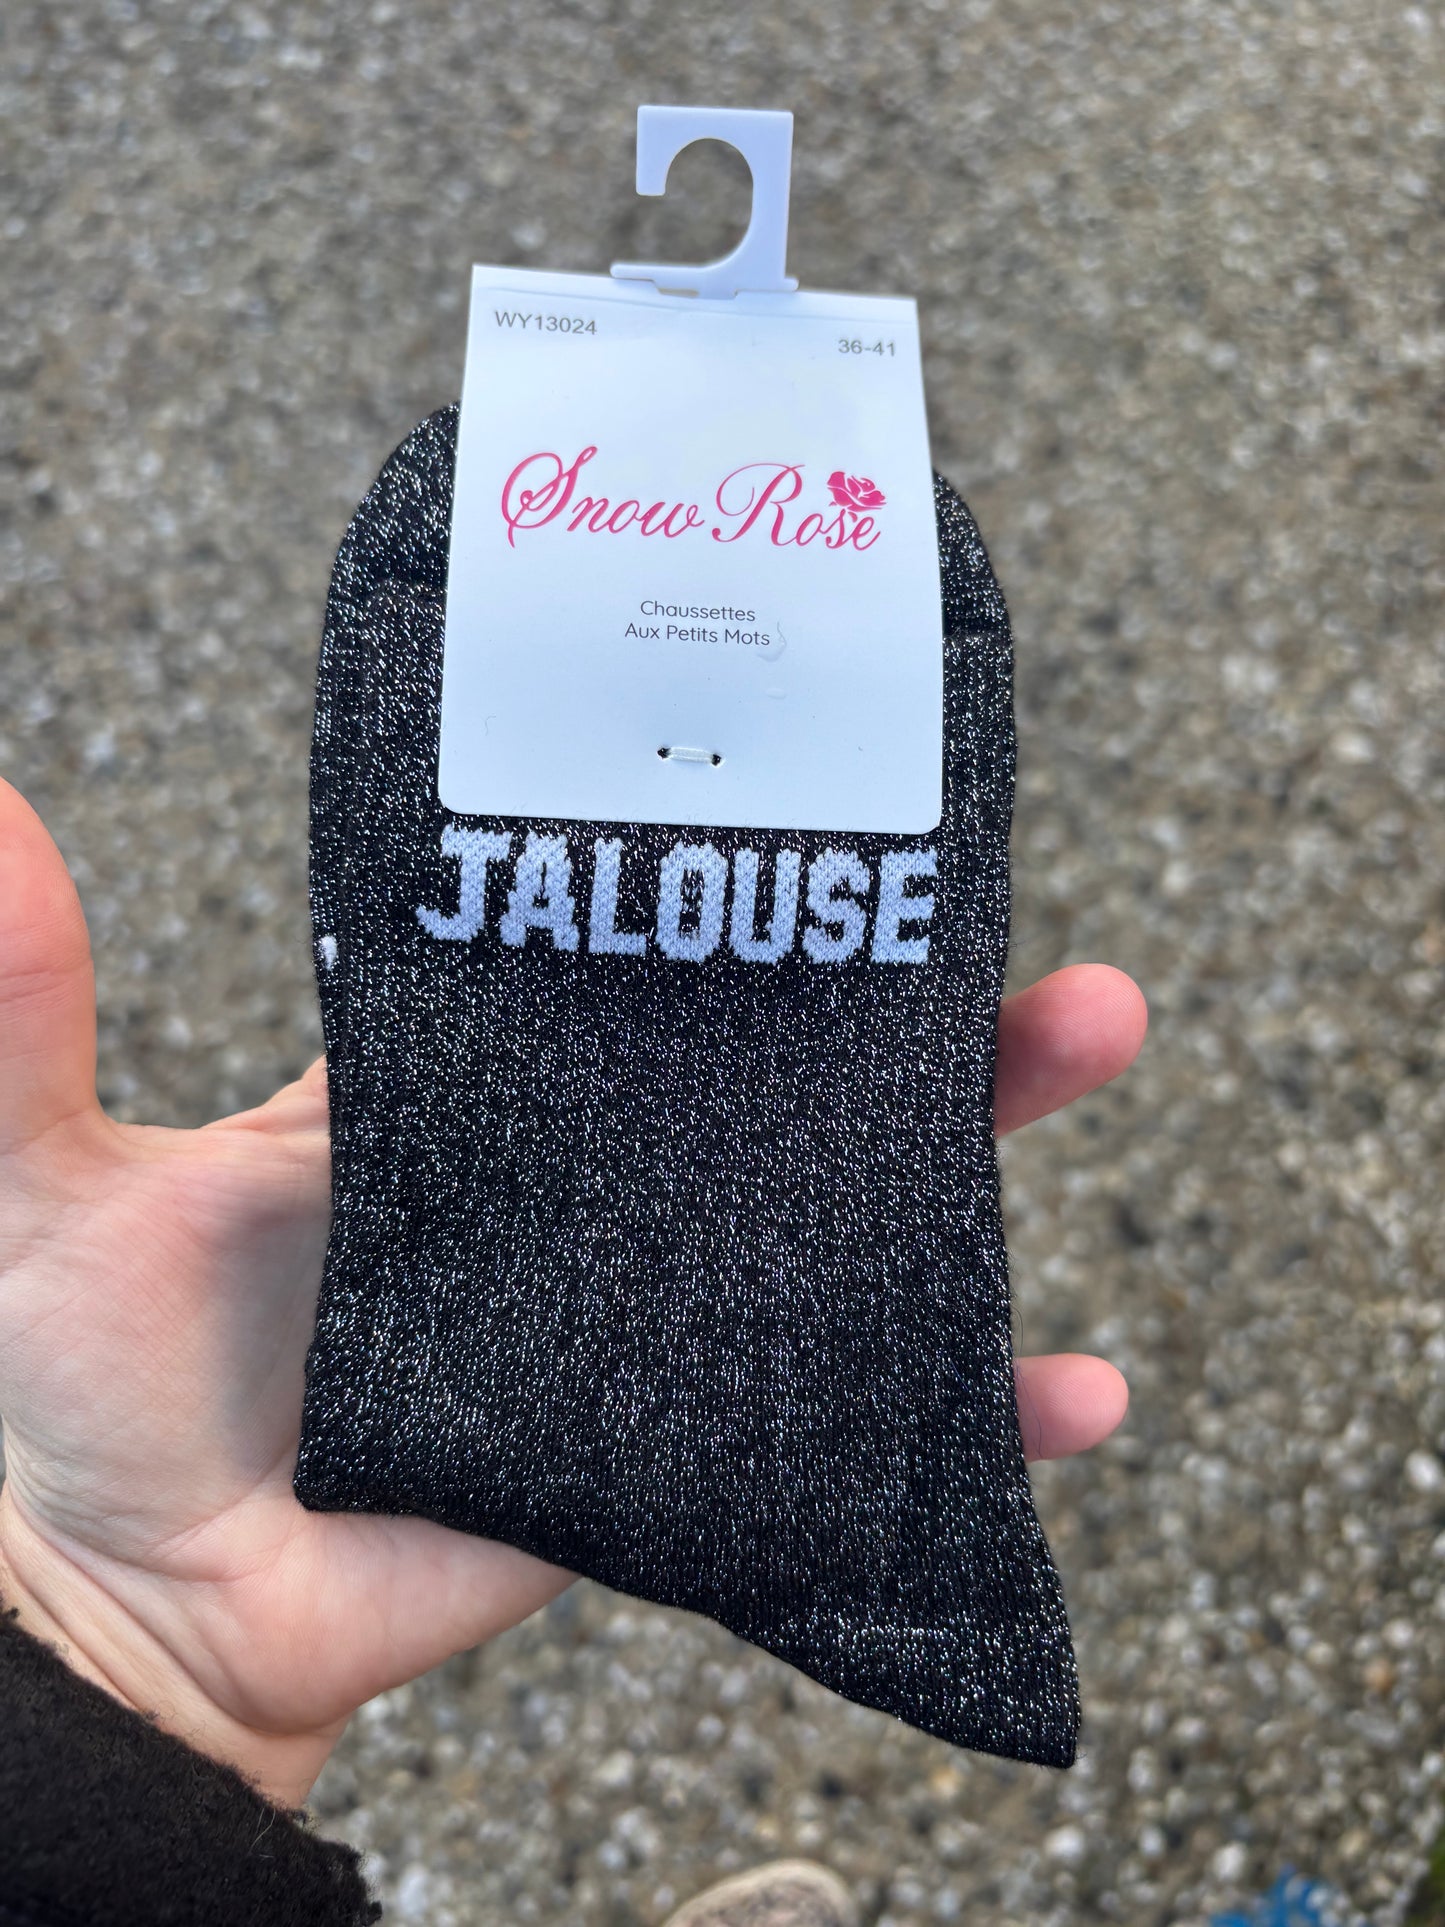 WY13024
36-41
Snow Rose
Chaussettes
Aux Petits Mots
JALOUSE